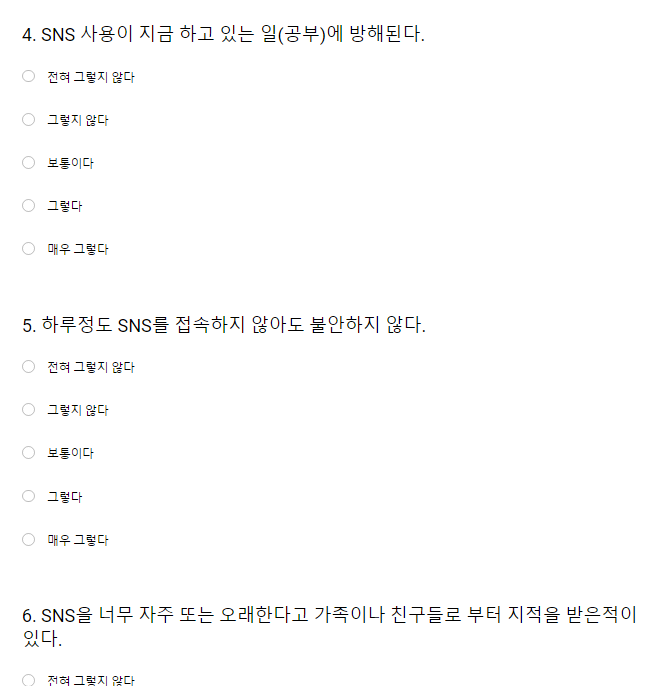 4. SNS 사용이 지금 하고 있는 일(공부)에 방해된다.
전혀 그렇지 않다
그렇지 않다
보통이다
그렇다
매우 그렇다
5. 하루정도 SNS를 접속하지 않아도 불안하지 않다.
전혀 그렇지 않다
그렇지 않다
보통이다
그렇다
매우 그렇다
6. SNS을 너무 자주 또는 오래한다고 가족이나 친구들로 부터 지적을 받은적이
있다.
전혀 그렇지 않다